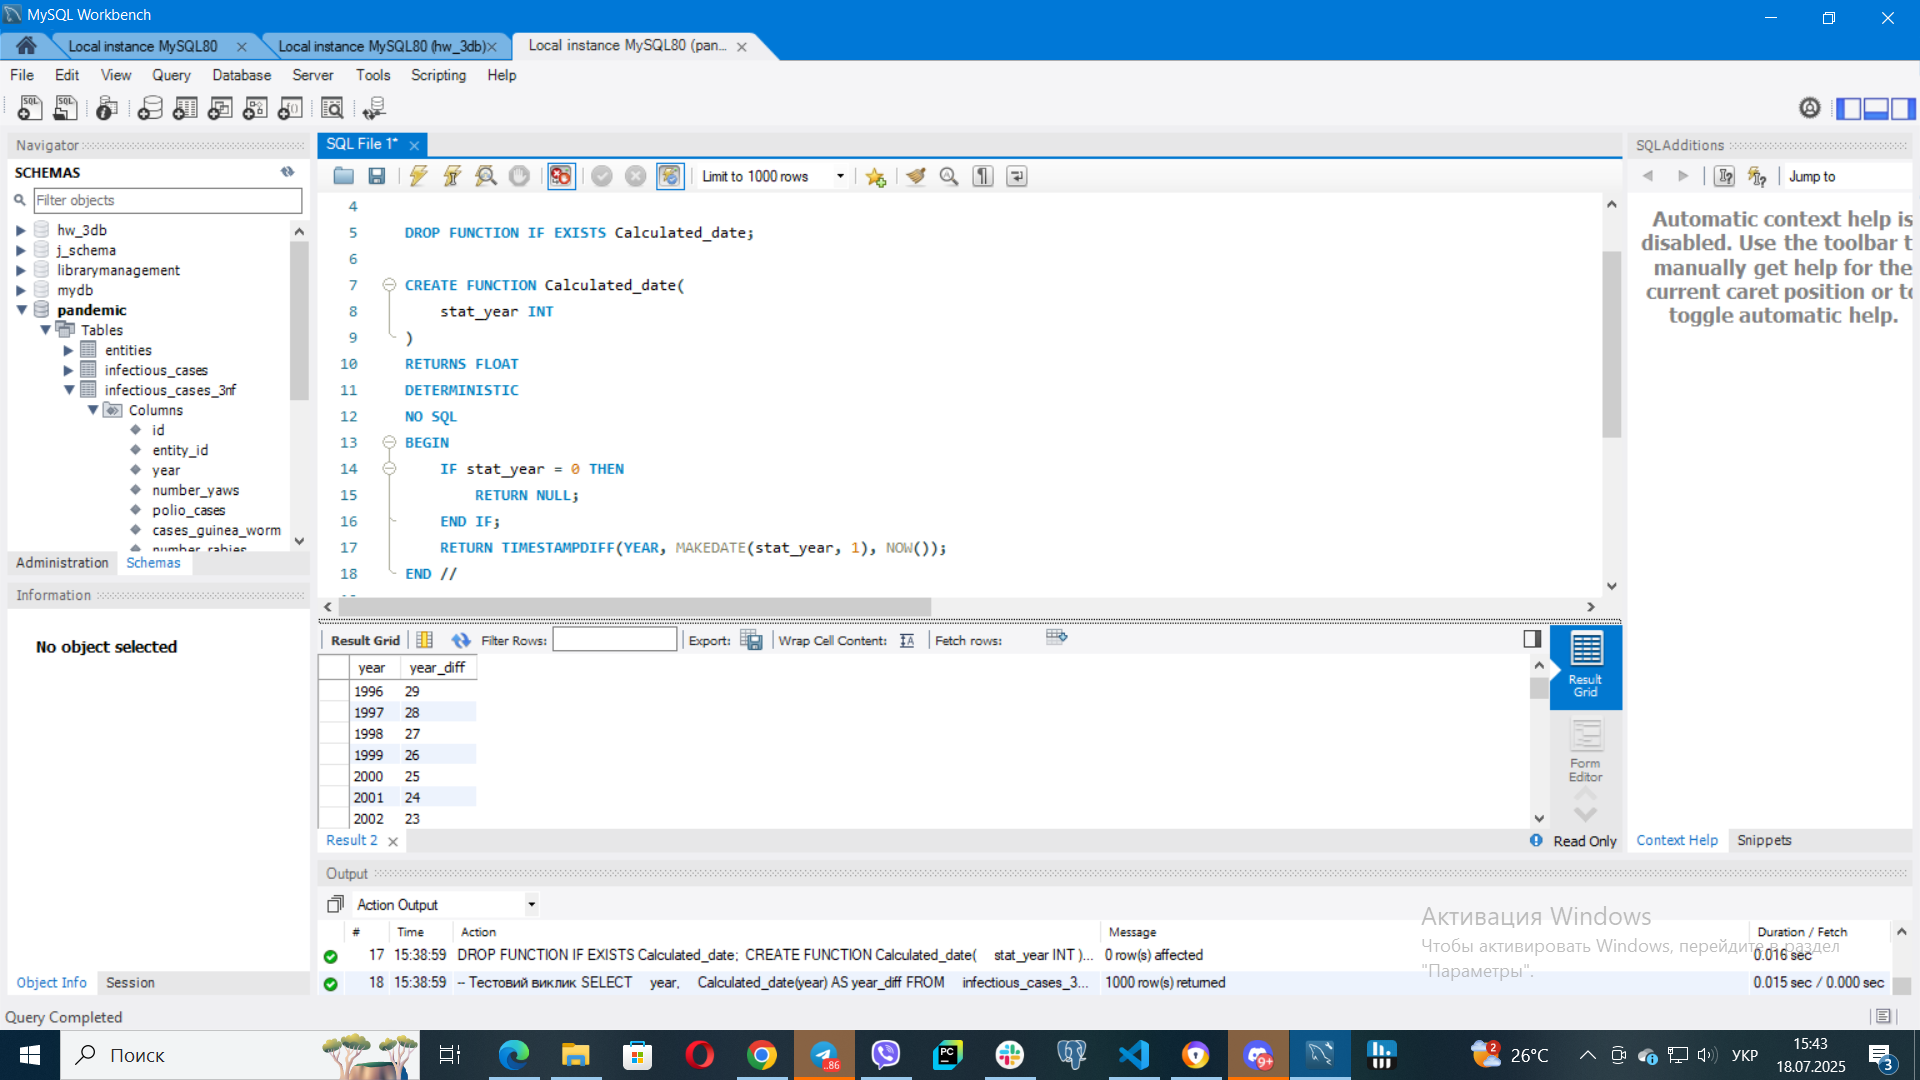 MySQL Workbench
Local instance MySQL80
Local instance MySQL80 (hw_3db)
Local instance MySQL80 (pan...
File Edit View Query Database Server Tools Scripting Help
Navigator
SCHEMAS
Filter objects
hw_3db
j_schema
librarymanagement
mydb
pandemic
Tables
entities
infectious_cases
infectious_cases_3nf
Columns
id
entity_id
year
number_yaws
polio_cases
cases_guinea_worm
number_rabies
Administration Schemas
Information
No object selected
Object Info Session
SQL File 1*
Limit to 1000 rows
4
5 DROP FUNCTION IF EXISTS Calculated_date;
6
7 CREATE FUNCTION Calculated_date(
8 stat_year INT
9 )
10 RETURNS FLOAT
11 DETERMINISTIC
12 NO SQL
13 BEGIN
14 IF stat_year = 0 THEN
15 RETURN NULL;
16 END IF;
17 RETURN TIMESTAMPDIFF(YEAR, MAKEDATE(stat_year, 1), NOW());
18 END //
Result Grid Filter Rows: Export: Wrap Cell Content: Fetch rows:
year year_diff
1996 29
1997 28
1998 27
1999 26
2000 25
2001 24
2002 23
Result Grid
Form Editor
Result 2
Read Only
SQLAdditions
Jump to
Automatic context help is
disabled. Use the toolbar t
manually get help for the
current caret position or to
toggle automatic help.
Context Help Snippets
Output
Action Output
# Time Action Message Duration / Fetch
17 15:38:59 DROP FUNCTION IF EXISTS Calculated_date; CREATE FUNCTION Calculated_date( stat_year INT )... 0 row(s) affected 0.016 sec
18 15:38:59 -- Тестовий виклик SELECT year, Calculated_date(year) AS year_diff FROM infectious_cases_3... 1000 row(s) returned 0.015 sec / 0.000 sec
Активация Windows
Чтобы активировать Windows, перейдите в раздел
"Параметры".
Query Completed
Поиск
..86
PC
9+
2
26°C
УКР
15:43
18.07.2025
3